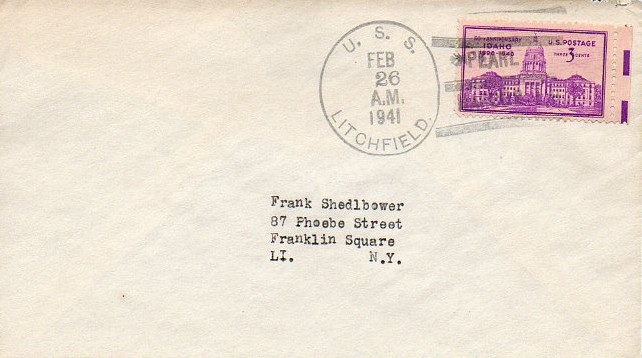 U. S. S.
FEB
26
A.M.
1941
LITCHFIELD.
50TH ANNIVERSARY
IDAHO
1890-1940
U.S. POSTAGE
THREE 3 CENTS
PEARL
Frank Shedlbower
87 Phoebe Street
Franklin Square
LI. N.Y.